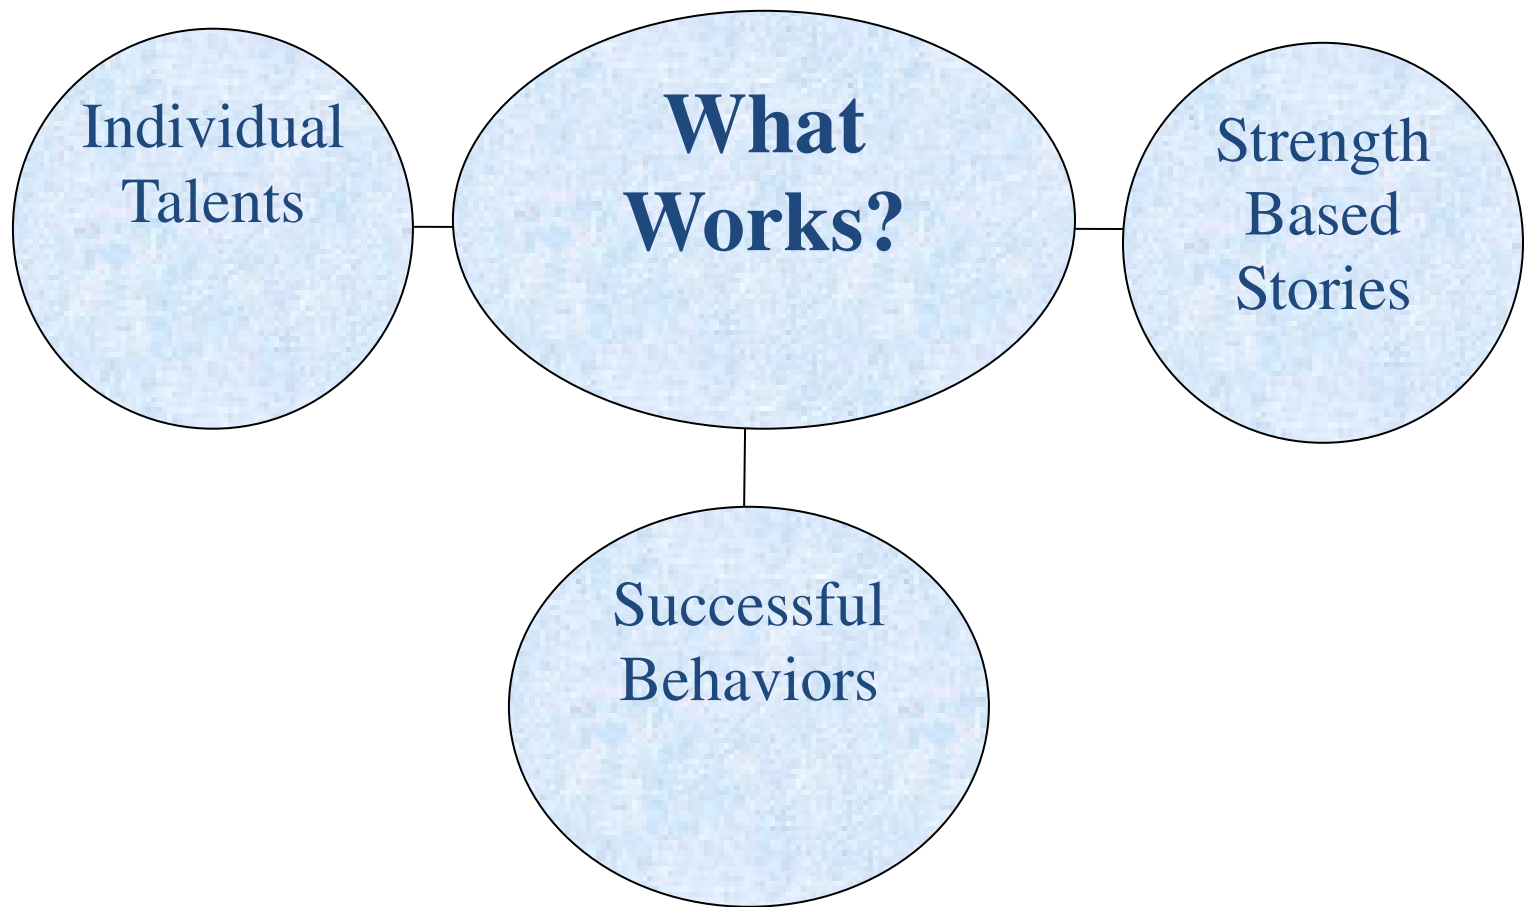 Individual
Talents
What
Works?
Strength
Based
Stories
Successful
Behaviors